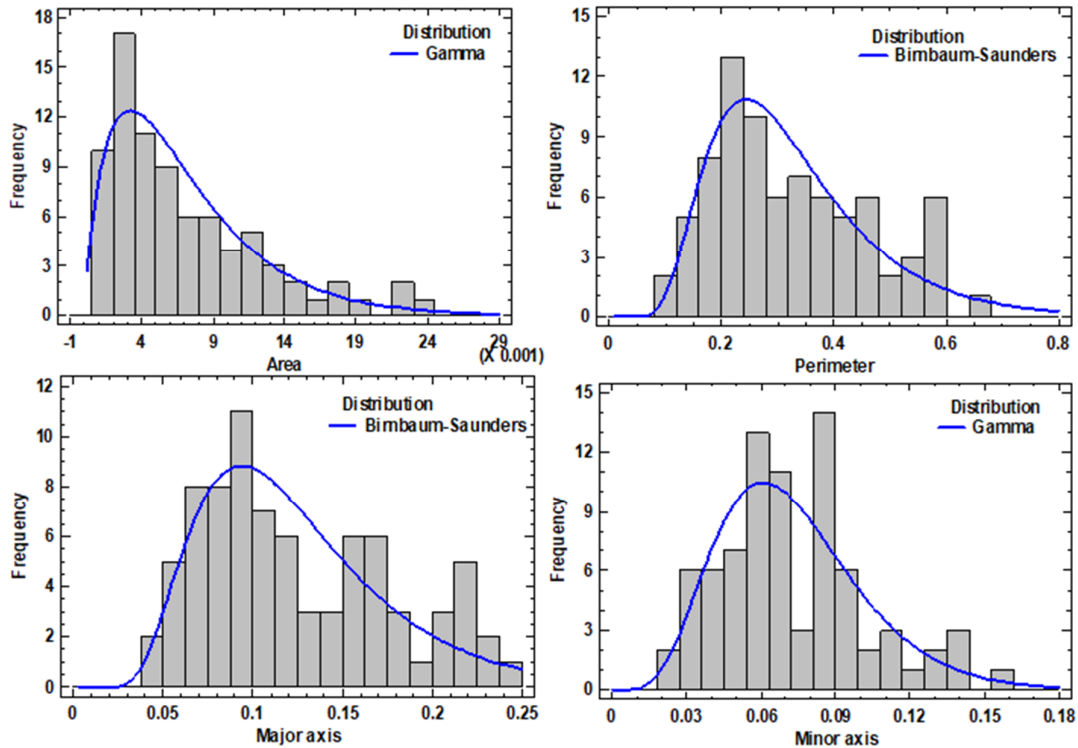 18
15
12
9
6
3
0
Frequency
Distribution
Gamma
-1 4 9 14 19 24 29
(X 0.001)
Area
15
12
9
6
3
0
Frequency
Distribution
Birnbaum-Saunders
0 0.2 0.4 0.6 0.8
Perimeter
12
10
8
6
4
2
0
Frequency
Distribution
Birnbaum-Saunders
0 0.05 0.1 0.15 0.2 0.25
Major axis
15
12
9
6
3
0
Frequency
Distribution
Gamma
0 0.03 0.06 0.09 0.12 0.15 0.18
Minor axis